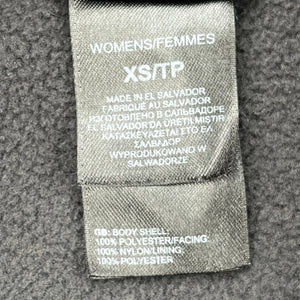 WOMENS/FEMMES
XS/TP
MADE IN EL SALVADOR
FABRIQUÉ AU SALVADOR
ИЗГОТОВЛЕНО В САЛЬВАДОРЕ
EL SALVADOR'DA ÜRETİLMİŞTİR
ΚΑΤΑΣΚΕΥΑΖΕΤΑΙ ΣΤΟ ΕΛ
ΣΑΛΒΑΔΟΡ
WYPRODUKOWANO W
SALWADORZE
GB: BODY SHELL:
100% POLYESTER/FACING:
100% NYLON/LINING:
100% POLYESTER